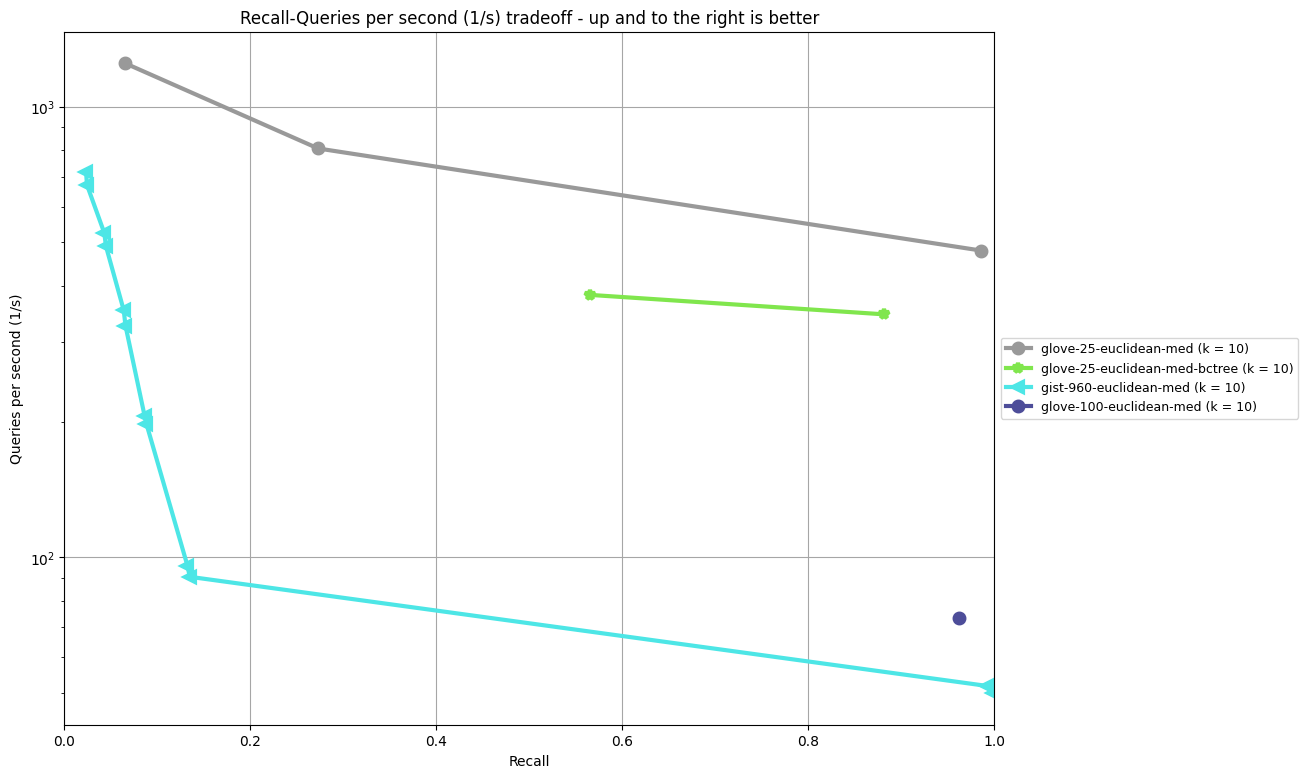 Recall-Queries per second (1/s) tradeoff - up and to the right is better
Queries per second (1/s)
10³
10²
0.0 0.2 0.4 0.6 0.8 1.0
Recall
glove-25-euclidean-med (k = 10)
glove-25-euclidean-med-bctree (k = 10)
gist-960-euclidean-med (k = 10)
glove-100-euclidean-med (k = 10)